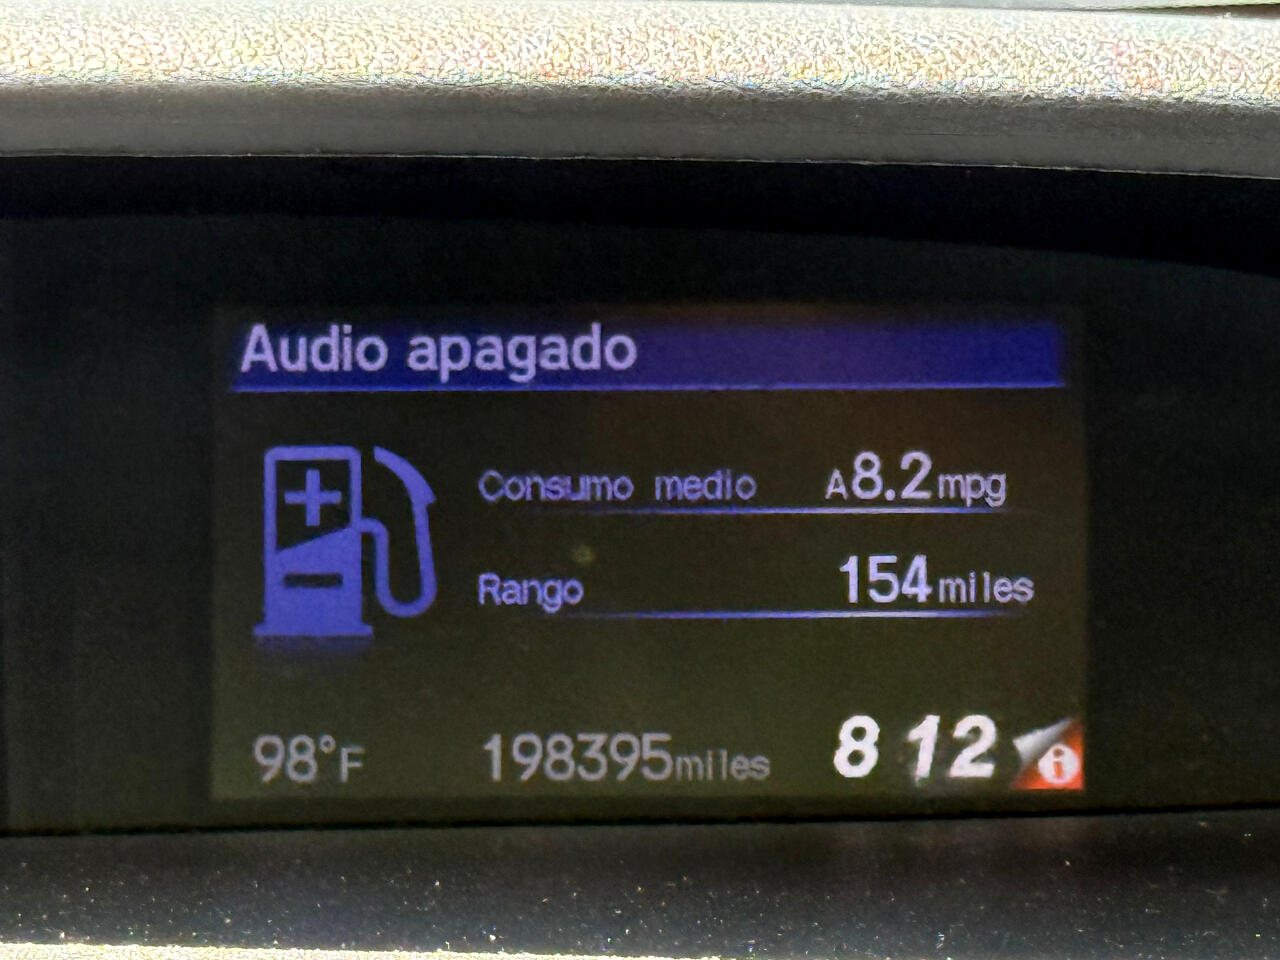 Audio apagado
Consumo medio A8.2mpg
Rango 154miles
98°F 198395miles 8 12 i